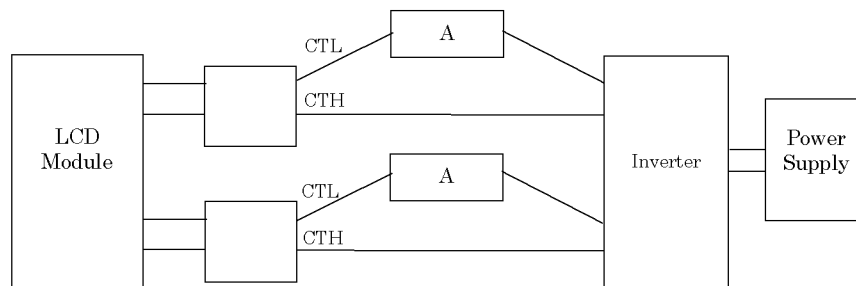 CTL
A
CTH
LCD
Module
Inverter
Power
Supply
CTL
A
CTH